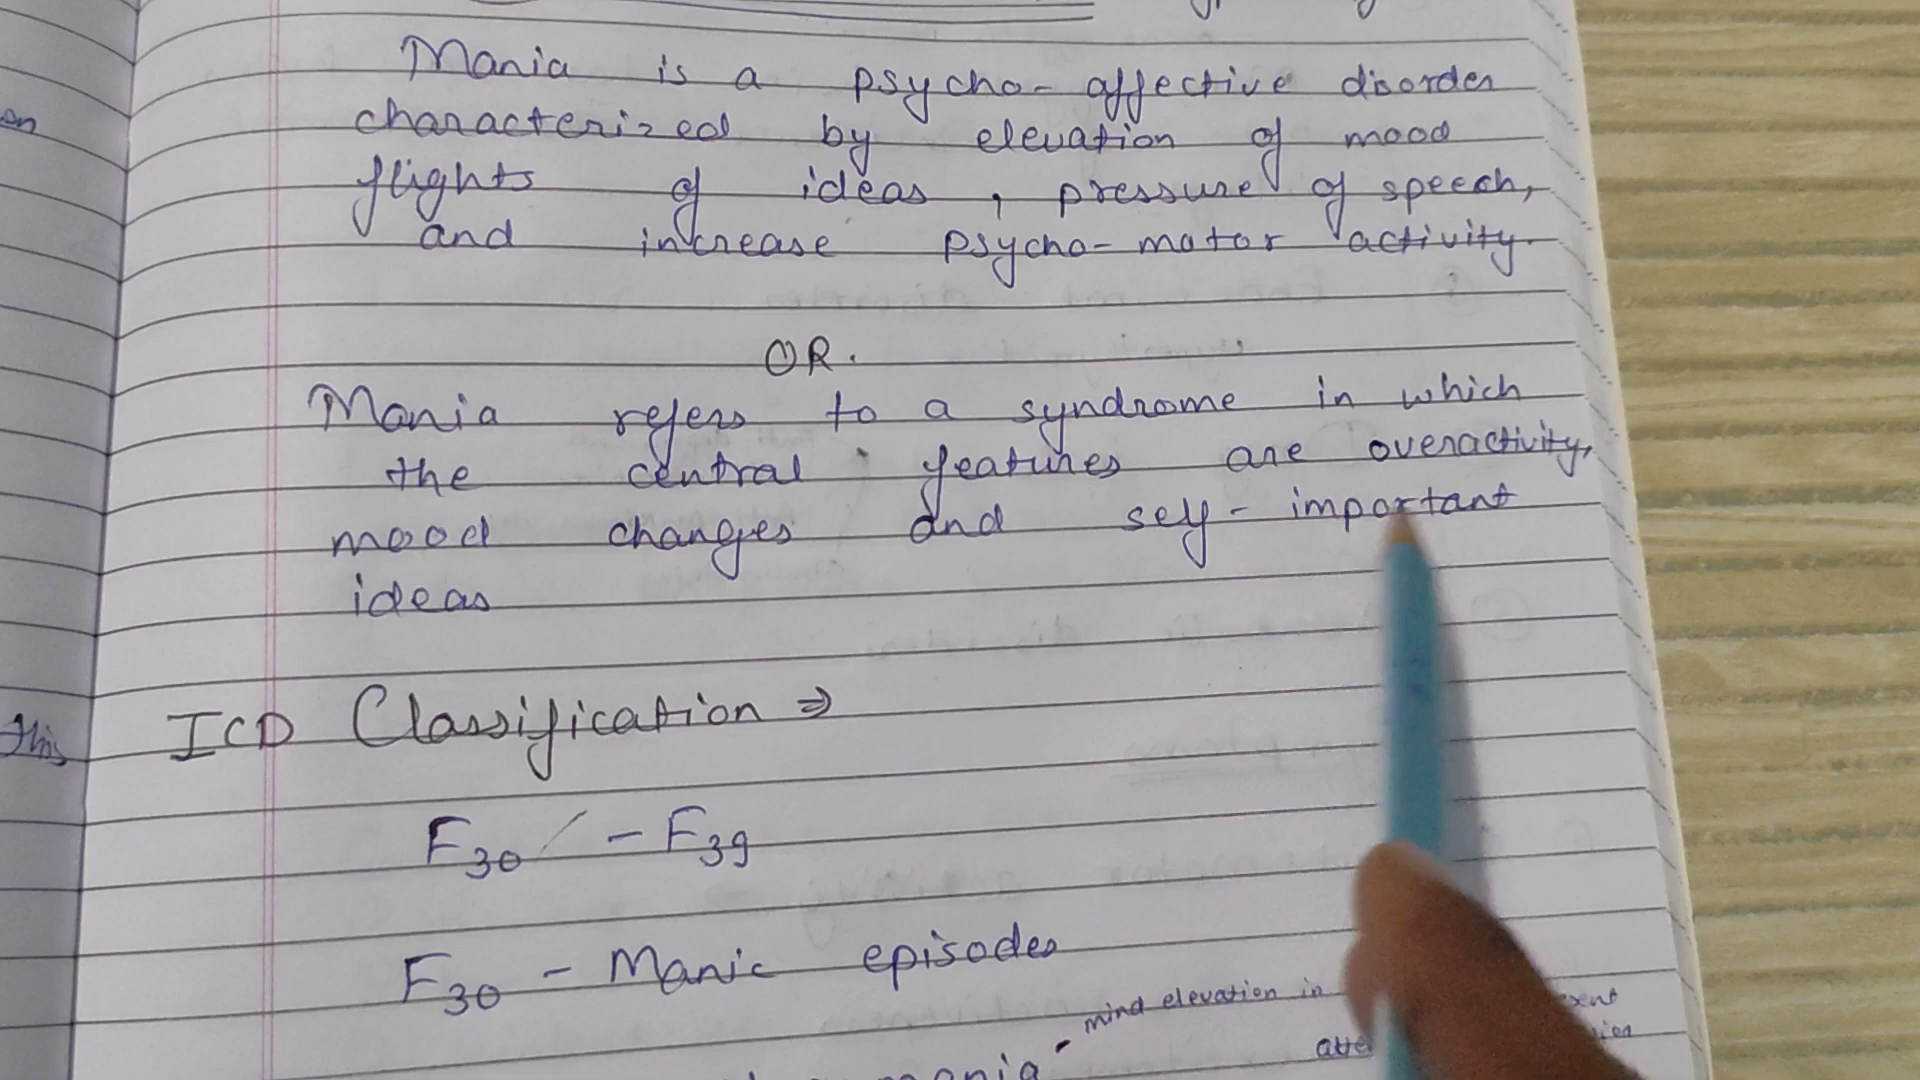 Mania is a psycho-affective disorder
characterized by elevation of mood
flights of ideas, pressure of speech,
and increase psycho-motor activity.
OR.
Mania refers to a syndrome in which
the central features are overactivity,
mood changes and self-important
ideas
this
ICD Classification ⇒
F30 - F39
F30 - Manic episodes
mind elevation in
mania